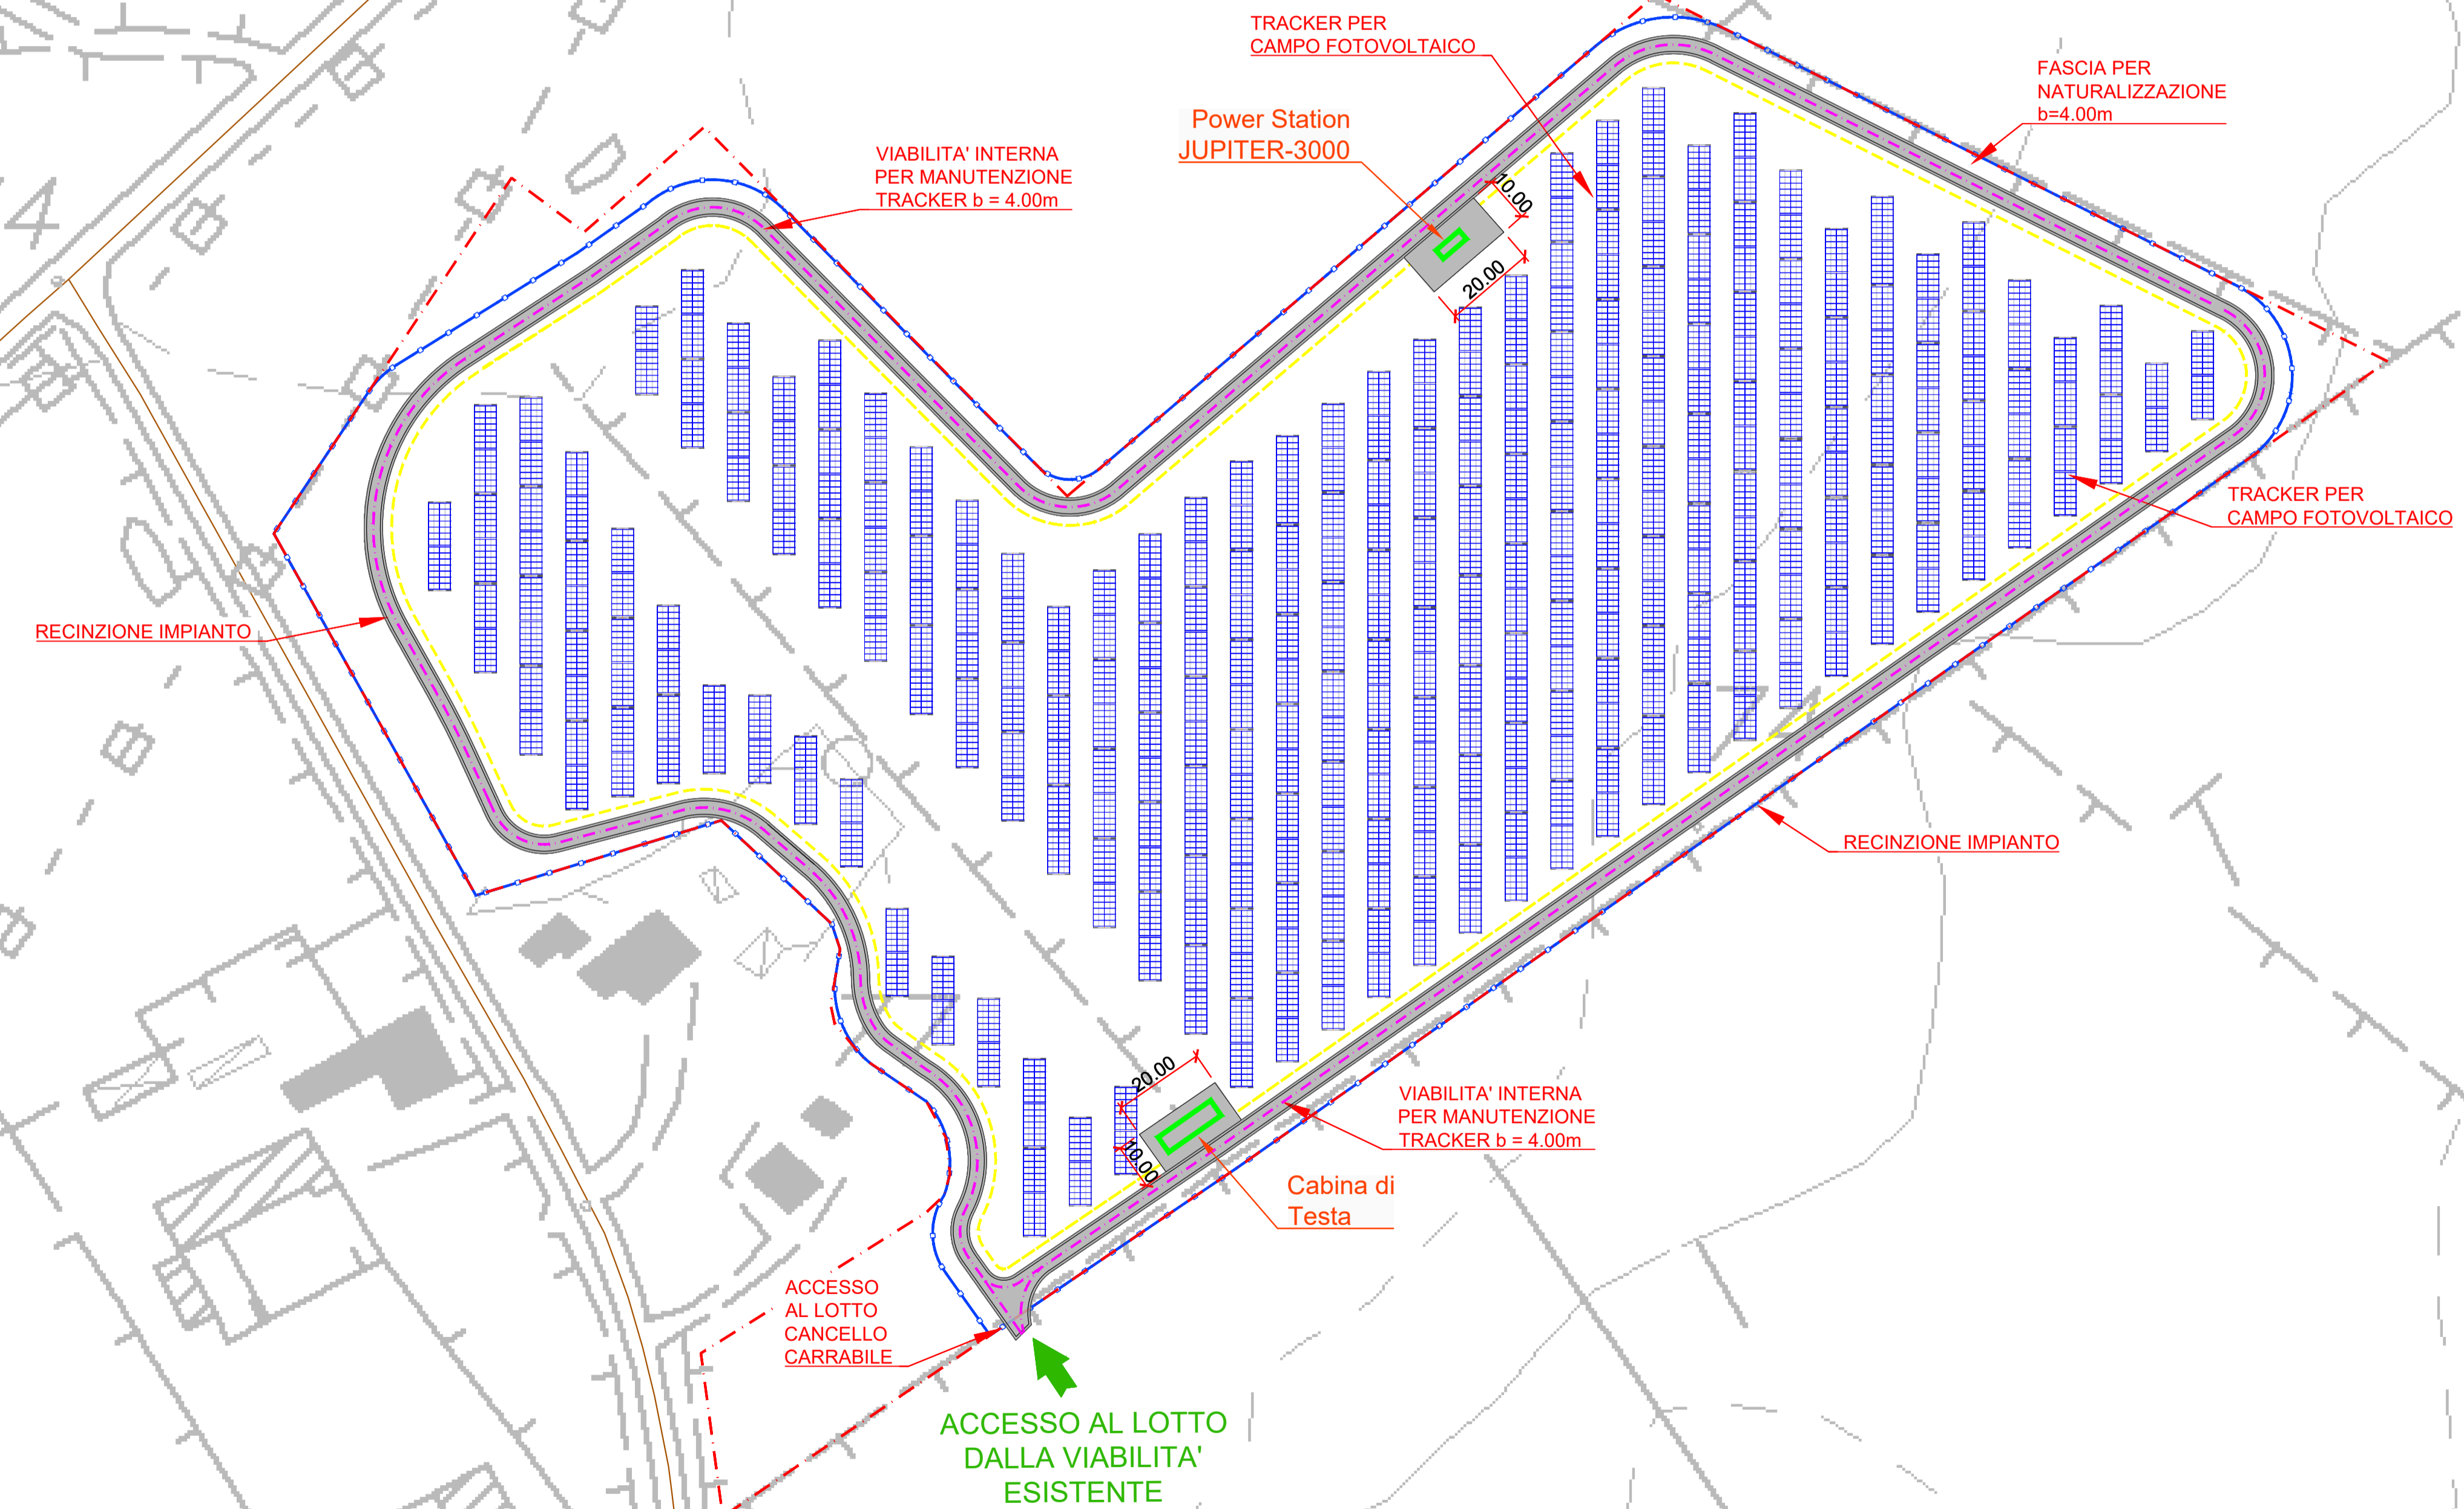 TRACKER PER
CAMPO FOTOVOLTAICO
FASCIA PER
NATURALIZZAZIONE
b=4.00m
Power Station
JUPITER-3000
VIABILITA' INTERNA
PER MANUTENZIONE
TRACKER b = 4.00m
10.00
20.00
4
TRACKER PER
CAMPO FOTOVOLTAICO
RECINZIONE IMPIANTO
74
RECINZIONE IMPIANTO
20.00
10.00
VIABILITA' INTERNA
PER MANUTENZIONE
TRACKER b = 4.00m
Cabina di
Testa
ACCESSO
AL LOTTO
CANCELLO
CARRABILE
ACCESSO AL LOTTO
DALLA VIABILITA'
ESISTENTE